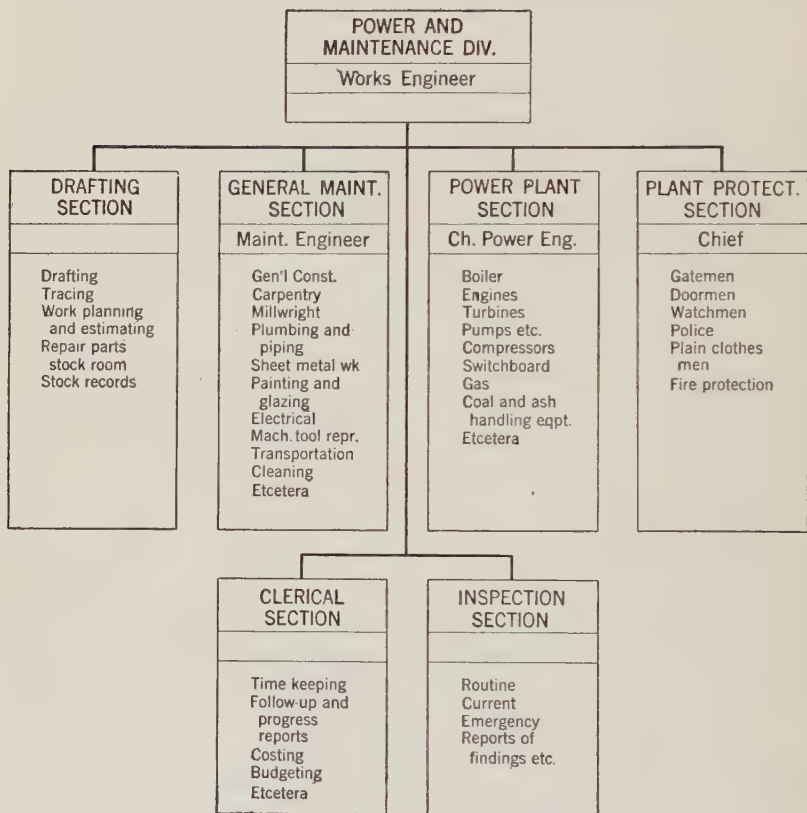 POWER AND
MAINTENANCE DIV.
Works Engineer
DRAFTING
SECTION
Drafting
Tracing
Work planning
and estimating
Repair parts
stock room
Stock records
GENERAL MAINT.
SECTION
Maint. Engineer
Gen'l Const.
Carpentry
Millwright
Plumbing and
piping
Sheet metal wk
Painting and
glazing
Electrical
Mach. tool repr.
Transportation
Cleaning
Etcetera
POWER PLANT
SECTION
Ch. Power Eng.
Boiler
Engines
Turbines
Pumps etc.
Compressors
Switchboard
Gas
Coal and ash
handling eqpt.
Etcetera
PLANT PROTECT.
SECTION
Chief
Gatemen
Doormen
Watchmen
Police
Plain clothes
men
Fire protection
CLERICAL
SECTION
Time keeping
Follow-up and
progress
reports
Costing
Budgeting
Etcetera
INSPECTION
SECTION
Routine
Current
Emergency
Reports of
findings etc.